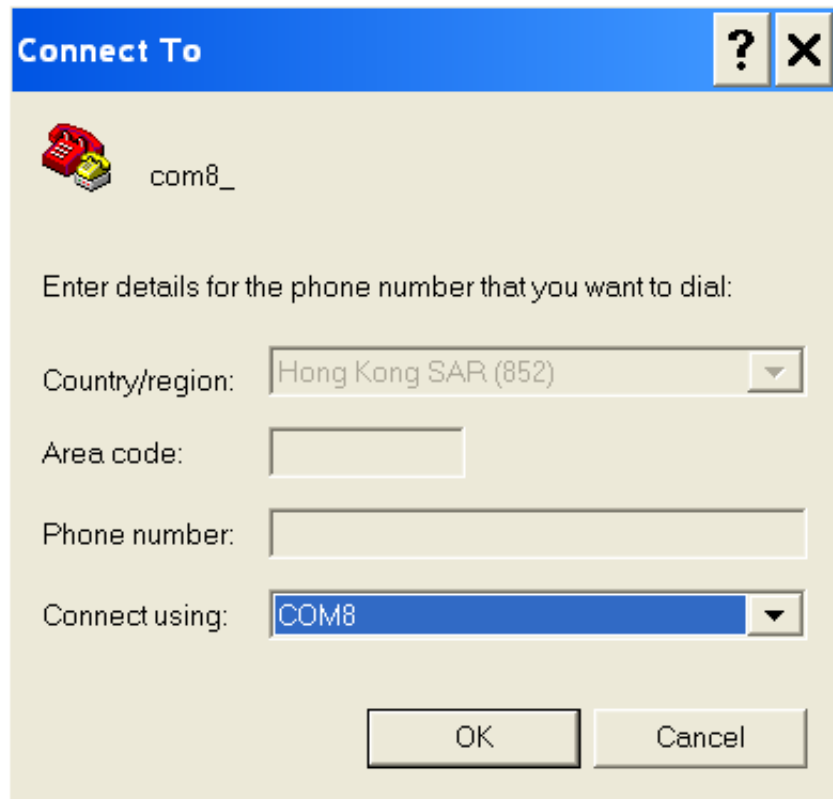 Connect To
com8_
Enter details for the phone number that you want to dial:
Country/region: Hong Kong SAR (852)
Area code:
Phone number:
Connect using: COM8
OK Cancel